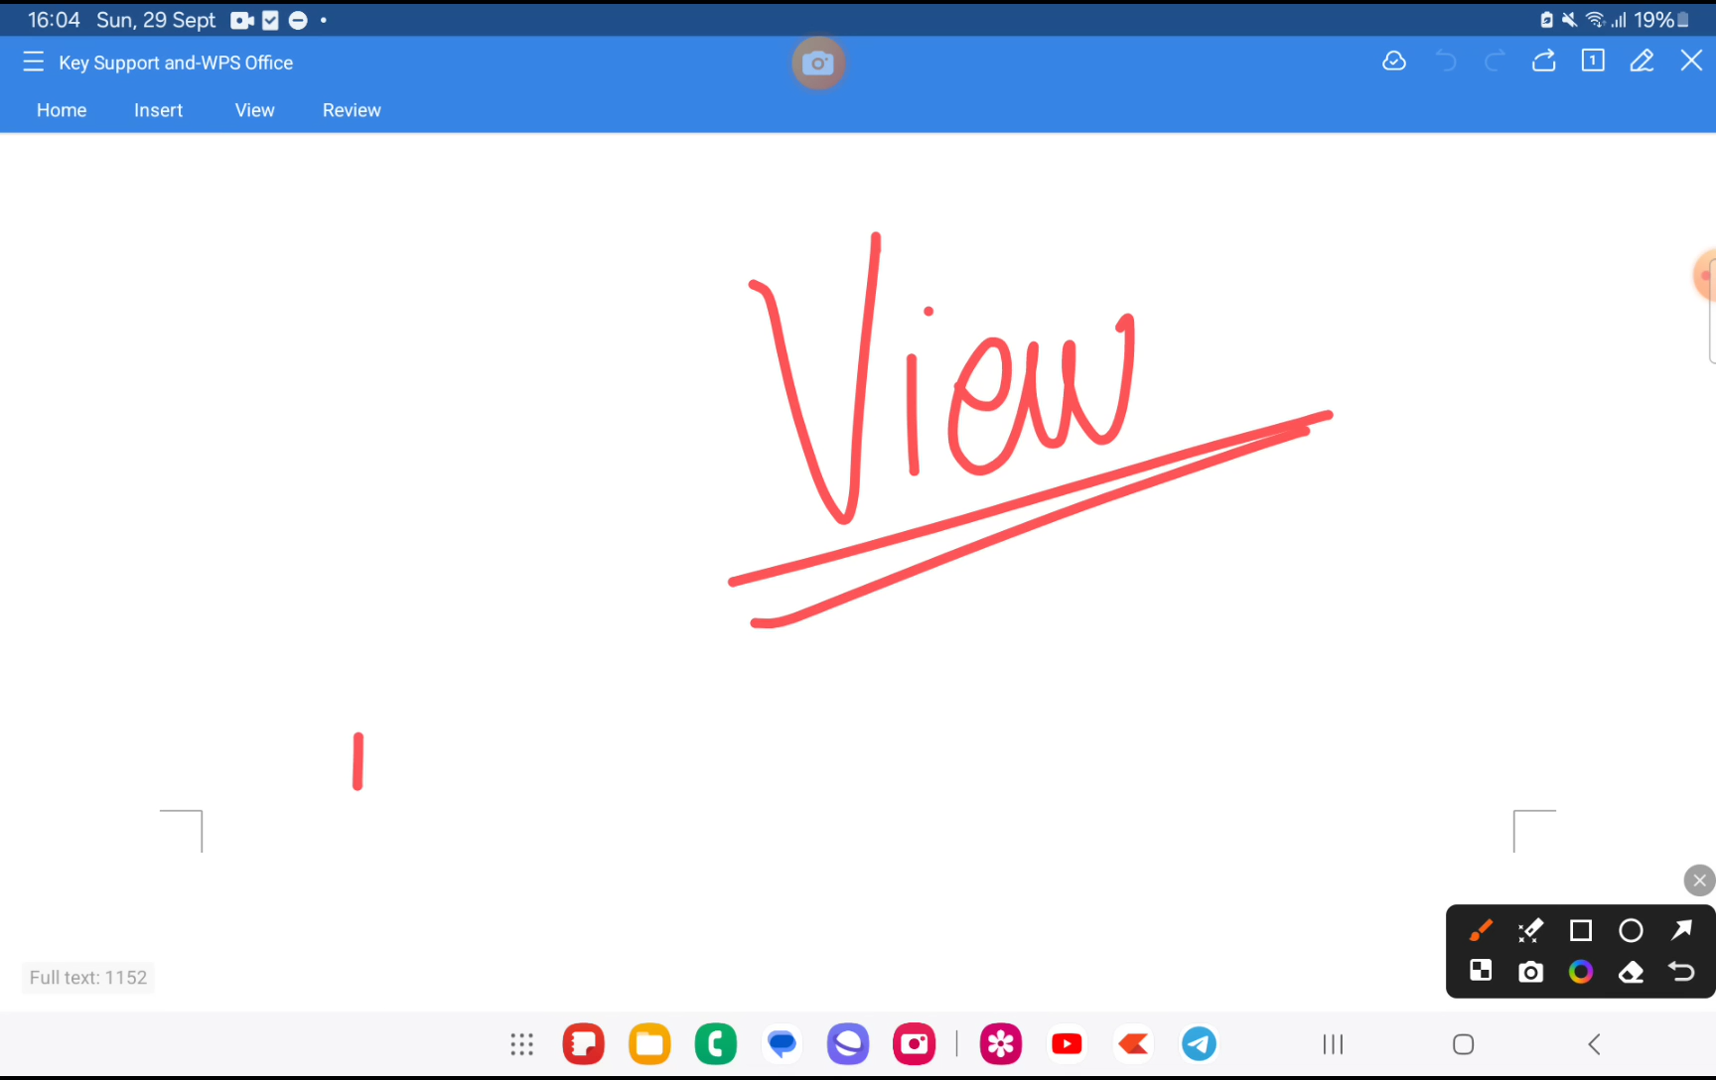 16:04 Sun, 29 Sept 19%
Key Support and-WPS Office
1
Home Insert View Review
View
Full text: 1152